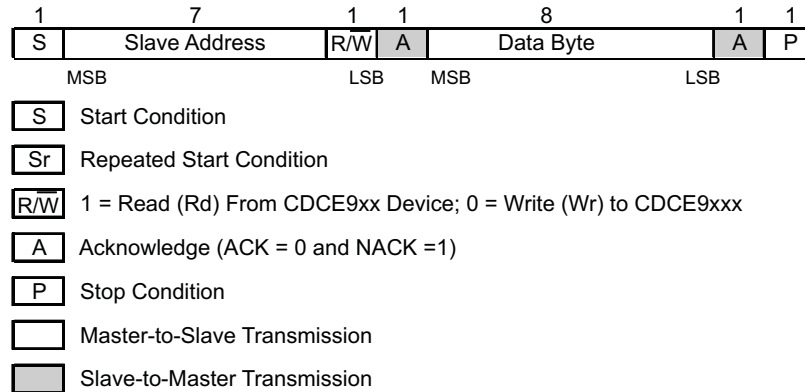 1 7 1 1 8 1 1
S Slave Address R/W̅ A Data Byte A P
MSB LSB MSB LSB
S Start Condition
Sr Repeated Start Condition
R/W̅ 1 = Read (Rd) From CDCE9xx Device; 0 = Write (Wr) to CDCE9xxx
A Acknowledge (ACK = 0 and NACK =1)
P Stop Condition
Master-to-Slave Transmission
Slave-to-Master Transmission